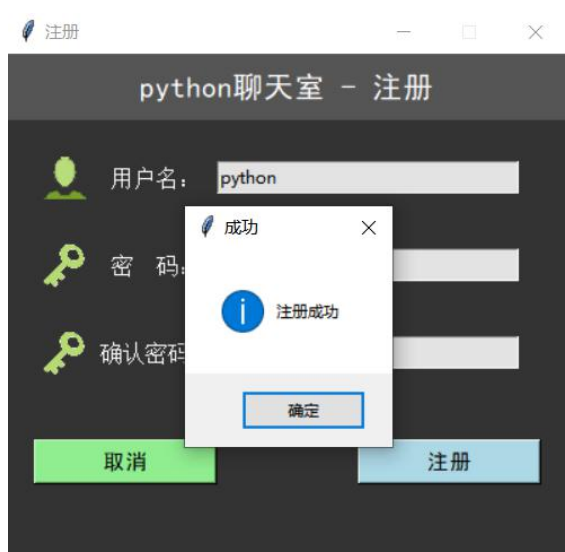 注册
python聊天室 - 注册
用户名： python
成功
密 码：
注册成功
确认密码
确定
取消 注册